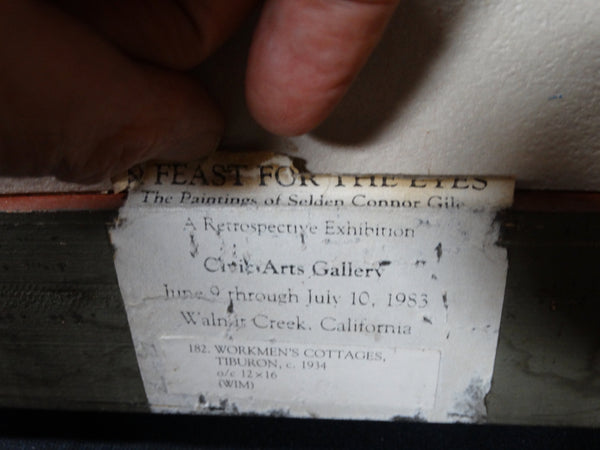 A FEAST FOR THE EYES
The Paintings of Selden Connor Gile
A Retrospective Exhibition
Civic Arts Gallery
June 9 through July 10, 1983
Walnut Creek, California
182. WORKMEN'S COTTAGES,
TIBURON, c. 1934
o/c 12 × 16
(WIM)